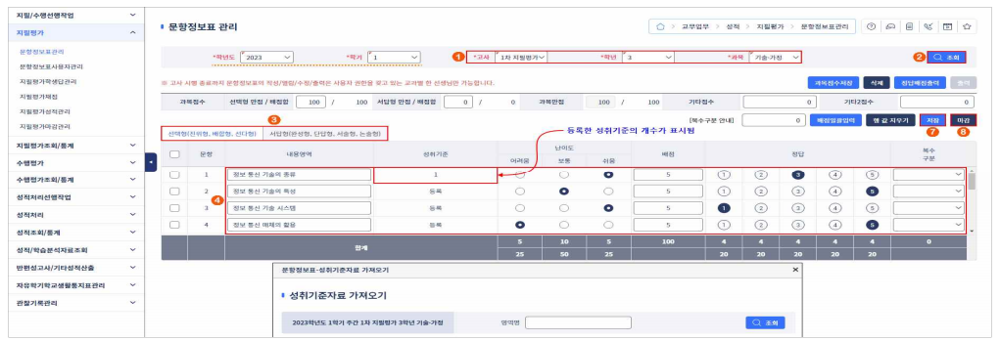 지필/수행선행작업
지필평가
문항정보표관리
문항정보표사용자관리
지필평가학생답관리
지필평가채점
지필평가성적관리
지필평가마감관리
지필평가조회/통계
수행평가
수행평가조회/통계
성적처리선행작업
성적처리
성적조회/통계
성적/학습분석자료조회
반편성고사/기타성적산출
자유학기학교생활통지표관리
관찰기록관리
문항정보표 관리
> 교무업무 > 성적 > 지필평가 > 문항정보표관리
*학년도 2023 *학기 1 1 *고사 1차 지필평가 *학년 3 *과목 기술·가정 2 조회
※ 고사 시행 종료까지 문항정보표의 작성/열람/수정/출력은 사용자 권한을 갖고 있는 교과별 한 선생님만 가능합니다.
과목점수저장 삭제 정답배점출력 출력
과목점수 선택형 만점 / 배점합 100 / 100 서답형 만점 / 배점합 0 / 0 과목만점 100 / 100 기타점수 0 기타2점수 0
3 [복수구분 안내] 0 배점일괄입력 행 값 지우기 저장 마감
7 8
선택형(진위형, 배합형, 선다형) 서답형(완성형, 단답형, 서술형, 논술형)
등록한 성취기준의 개수가 표시됨
문항 내용영역 성취기준 난이도 배점 정답 복수구분
어려움 보통 쉬움
1 정보 통신 기술의 종류 1 5 1 2 3 4 5
2 정보 통신 기술의 특성 등록 5 1 2 3 4 5
4
3 정보 통신 기술 시스템 등록 5 1 2 3 4 5
4 정보 통신 매체의 활용 등록 5 1 2 3 4 5
합계 5 10 5 100 4 4 4 4 4 0
25 50 25 20 20 20 20 20
문항정보표-성취기준자료 가져오기 ×
성취기준자료 가져오기
2023학년도 1학기 주간 1차 지필평가 3학년 기술·가정 영역명 조회